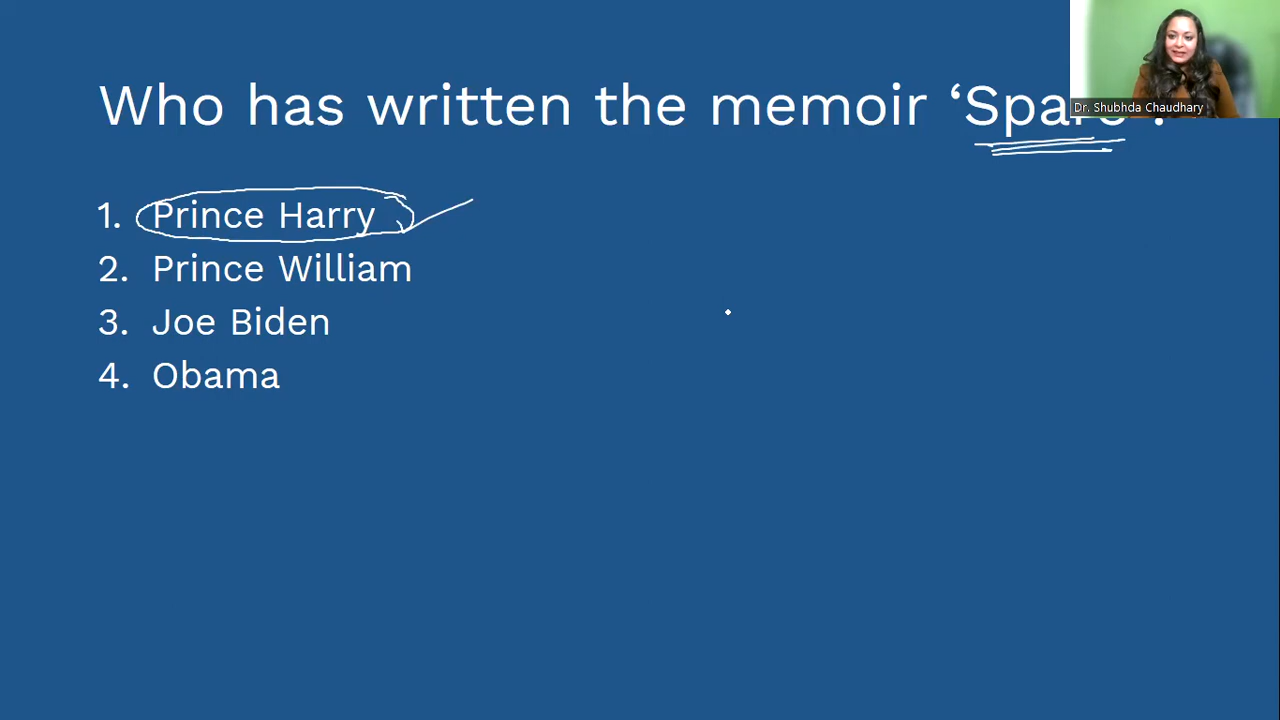 Who has written the memoir ‘Spare’?
1. Prince Harry
2. Prince William
3. Joe Biden
4. Obama
Dr. Shubhda Chaudhary